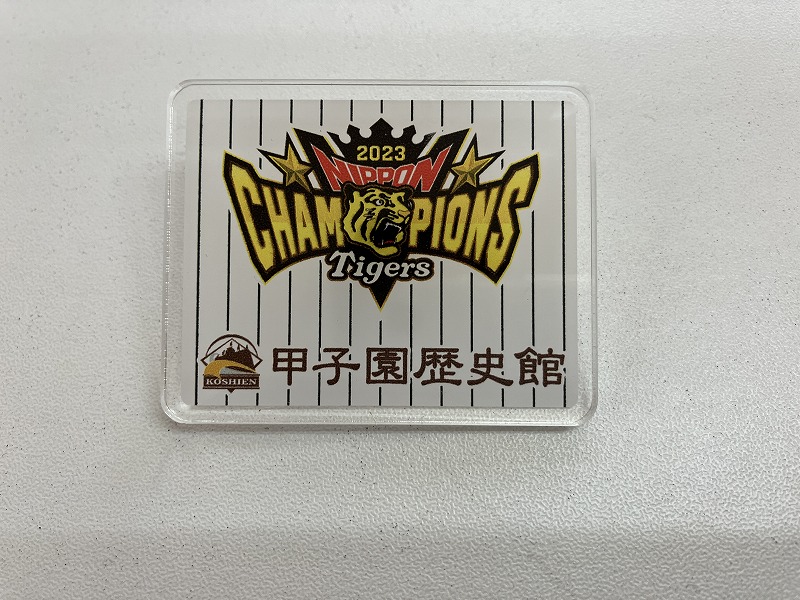 2023
NIPPON
CHAMPIONS
Tigers
KOSHIEN
甲子園歴史館